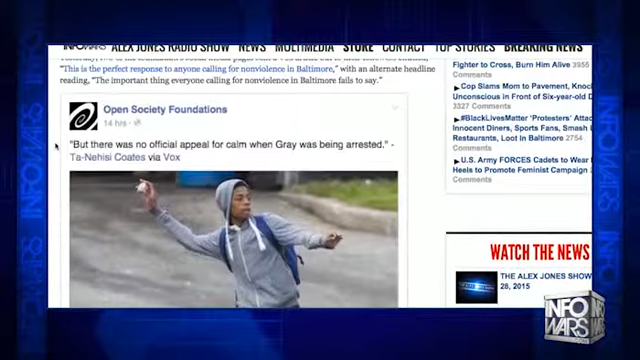 INFOWARS
INFOWARS
ALEX JONES RADIO SHOW NEWS MULTIMEDIA STORE CONTACT TOP STORIES BREAKING NEWS
"This is the perfect response to anyone calling for nonviolence in Baltimore," with an alternate headline
reading, "The important thing everyone calling for nonviolence in Baltimore fails to say."
Open Society Foundations
14 hrs
"But there was no official appeal for calm when Gray was being arrested." -
Ta-Nehisi Coates via Vox
Fighter to Cross, Burn Him Alive 3955
Comments
Cop Slams Mom to Pavement, Knock
Unconscious in Front of Six-year-old D
3327 Comments
#BlackLivesMatter 'Protesters' Attac
Innocent Diners, Sports Fans, Smash
Restaurants, Loot in Baltimore 2754
Comments
U.S. Army FORCES Cadets to Wear
Heels to Promote Feminist Campaign
Comments
WATCH THE NEWS
THE ALEX JONES SHOW
28, 2015
INFO
WARS
.COM
INFOWARS
INFOWARS